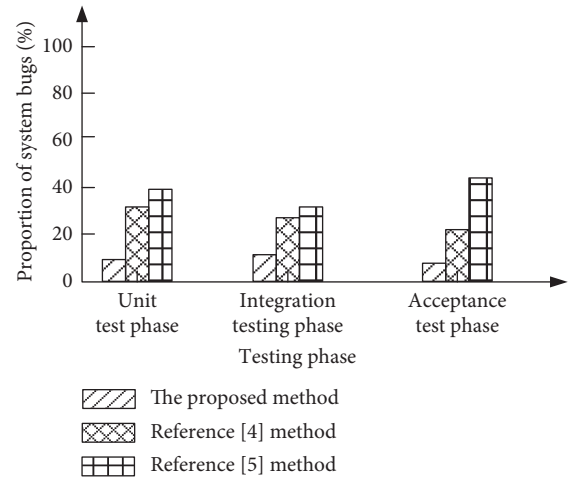 Proportion of system bugs (%)
100
80
60
40
20
0
Unit
test phase
Integration
testing phase
Acceptance
test phase
Testing phase
The proposed method
Reference [4] method
Reference [5] method